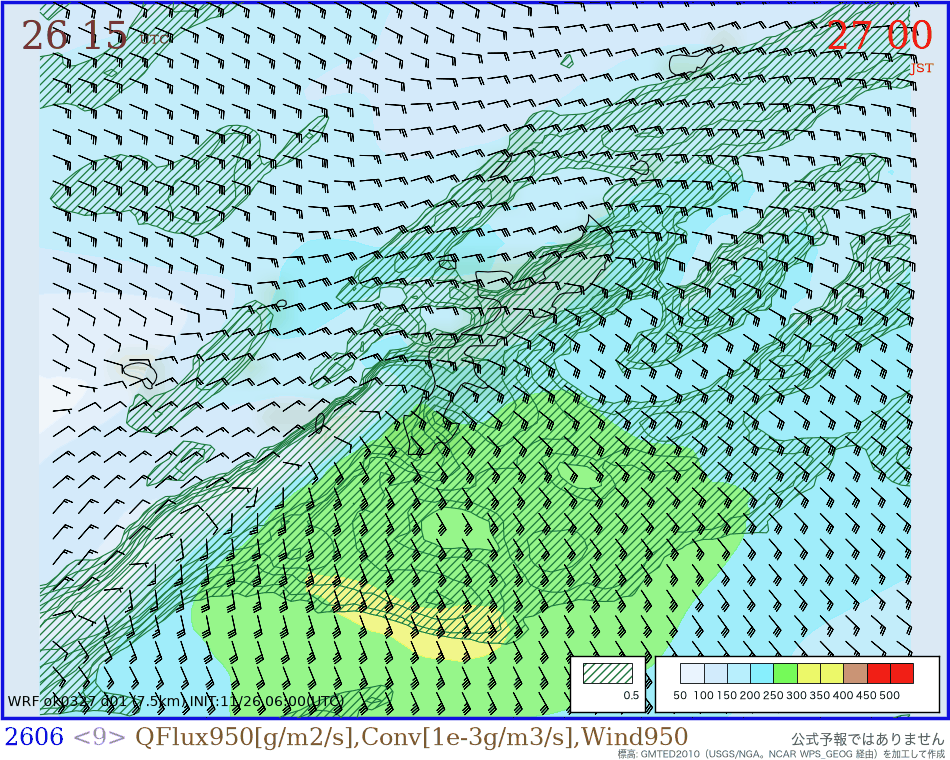 26 15 UTC
27 00
JST
0.5
50 100 150 200 250 300 350 400 450 500
WRF ok0327 d01 (7.5km) INIT:11/26 06:00(UTC)
2606 <9> QFlux950[g/m2/s],Conv[1e-3g/m3/s],Wind950
公式予報ではありません
標高: GMTED2010（USGS/NGA。NCAR WPS_GEOG 経由）を加工して作成